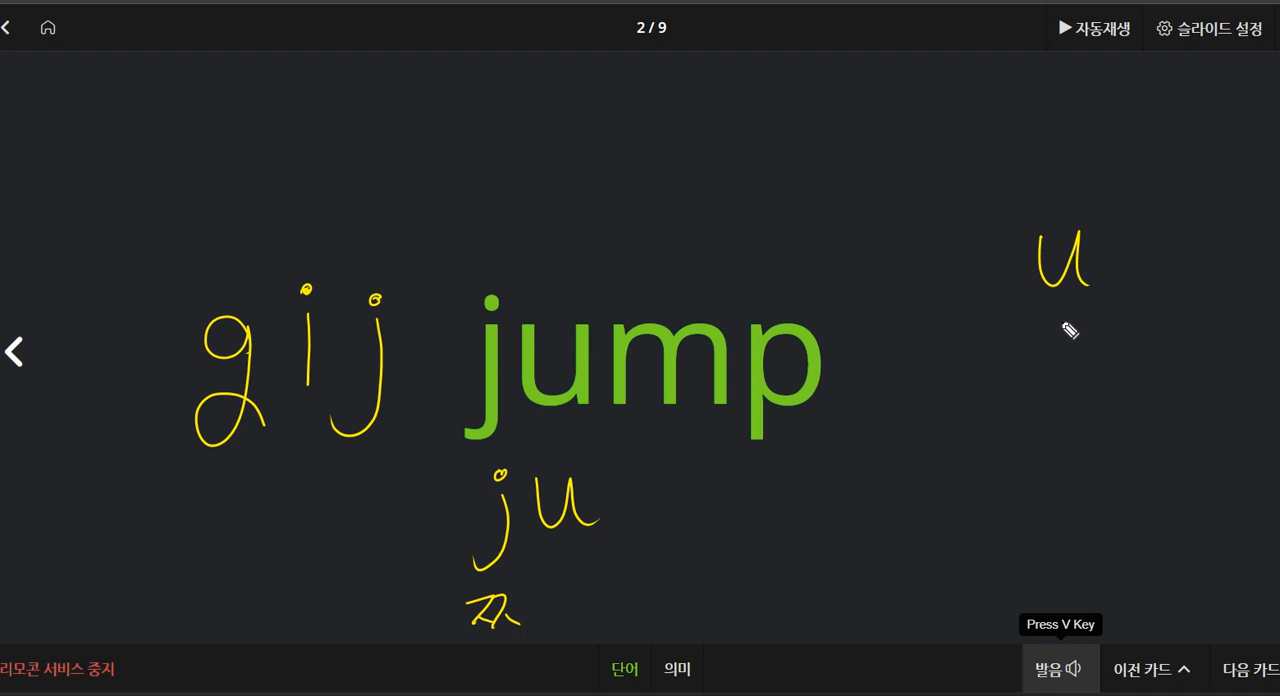 2 / 9
자동재생
슬라이드 설정
u
g i j jump
ju
Press V Key
리모콘 서비스 중지
단어
의미
발음
이전 카드
다음 카드